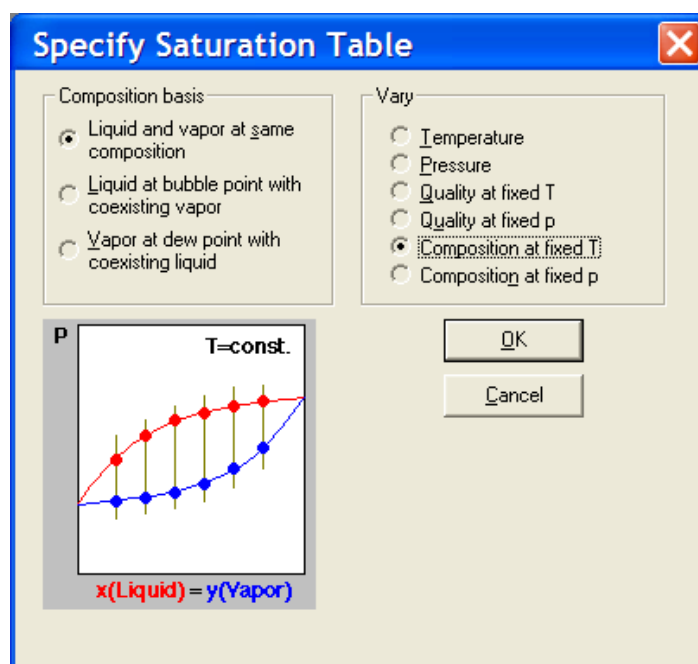 Specify Saturation Table
Composition basis
Liquid and vapor at same
composition
Liquid at bubble point with
coexisting vapor
Vapor at dew point with
coexisting liquid
Vary
Temperature
Pressure
Quality at fixed T
Quality at fixed p
Composition at fixed T
Composition at fixed p
OK
Cancel
p
T=const.
x(Liquid) = y(Vapor)